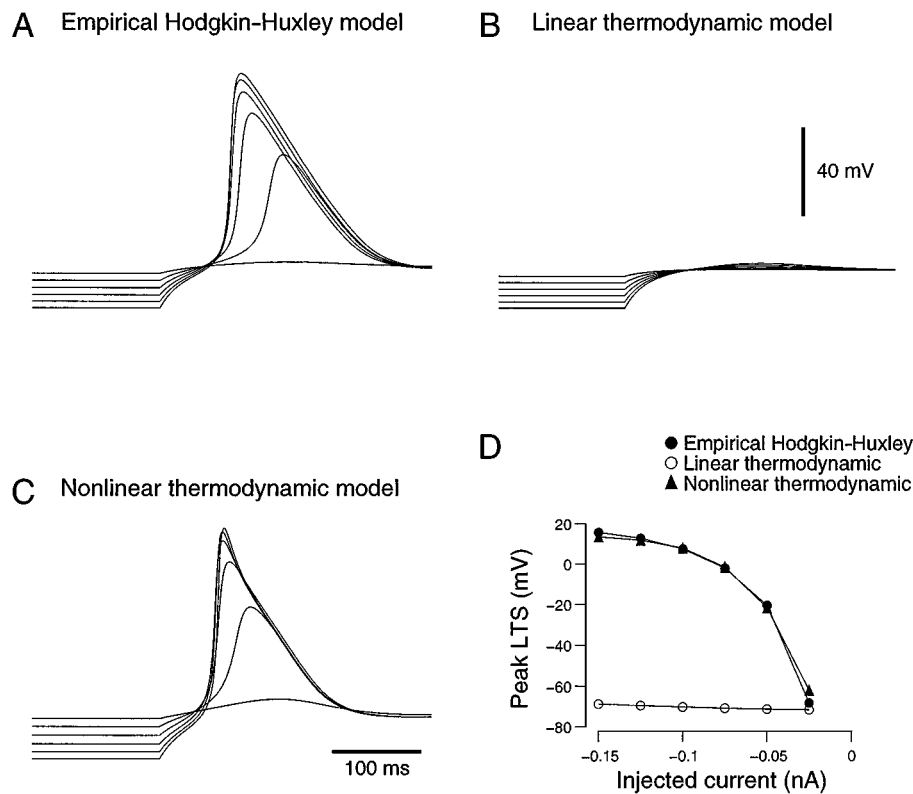 A Empirical Hodgkin-Huxley model
B Linear thermodynamic model
40 mV
C Nonlinear thermodynamic model
100 ms
D
Empirical Hodgkin-Huxley
Linear thermodynamic
Nonlinear thermodynamic
Peak LTS (mV)
20
0
−20
−40
−60
−80
−0.15 −0.1 −0.05 0
Injected current (nA)